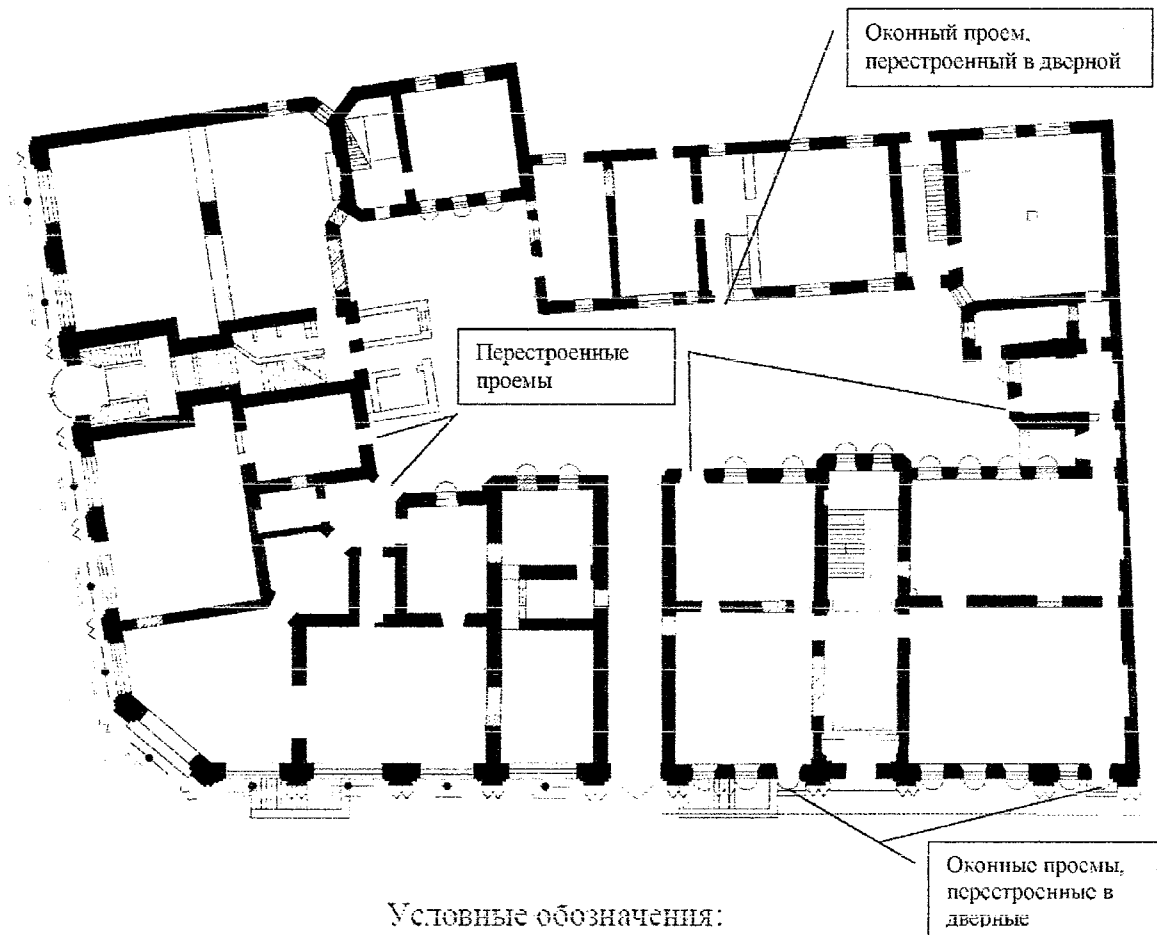 Оконный проем,
перестроенный в дверной
Перестроенные
проемы
Оконные проемы,
перестроенные в
дверные
Условные обозначения: